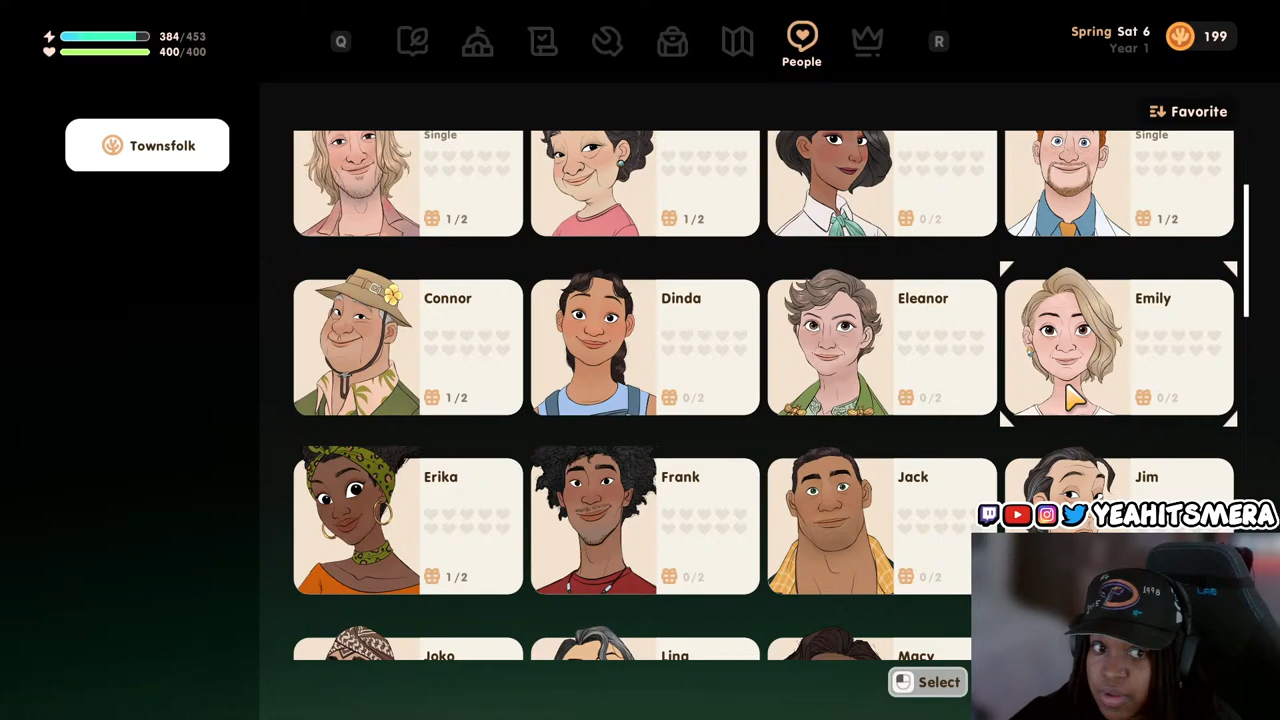 384/453
400/400
Q
People
R
Spring Sat 6
Year 1
199
Townsfolk
Favorite
Single
1/2
1/2
0/2
Single
1/2
Connor
1/2
Dinda
0/2
Eleanor
0/2
Emily
0/2
Erika
1/2
Frank
0/2
Jack
0/2
Jim
YEAHITSMERA
Joko
Ling
Macy
Select
1998
LAB